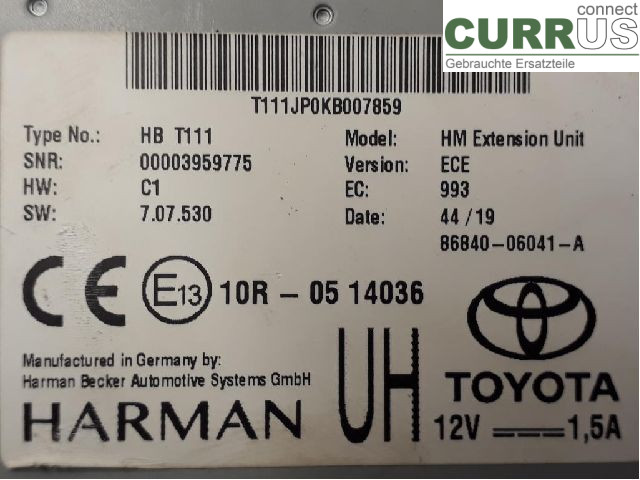 connect
CURRUS
Gebrauchte Ersatzteile
T111JP0KB007859
Type No.: HB T111 Model: HM Extension Unit
SNR: 00003959775 Version: ECE
HW: C1 EC: 993
SW: 7.07.530 Date: 44/19
86840-06041-A
CE E13 10R - 05 14036
Manufactured in Germany by:
Harman Becker Automotive Systems GmbH
HARMAN UH TOYOTA
12V 1,5A